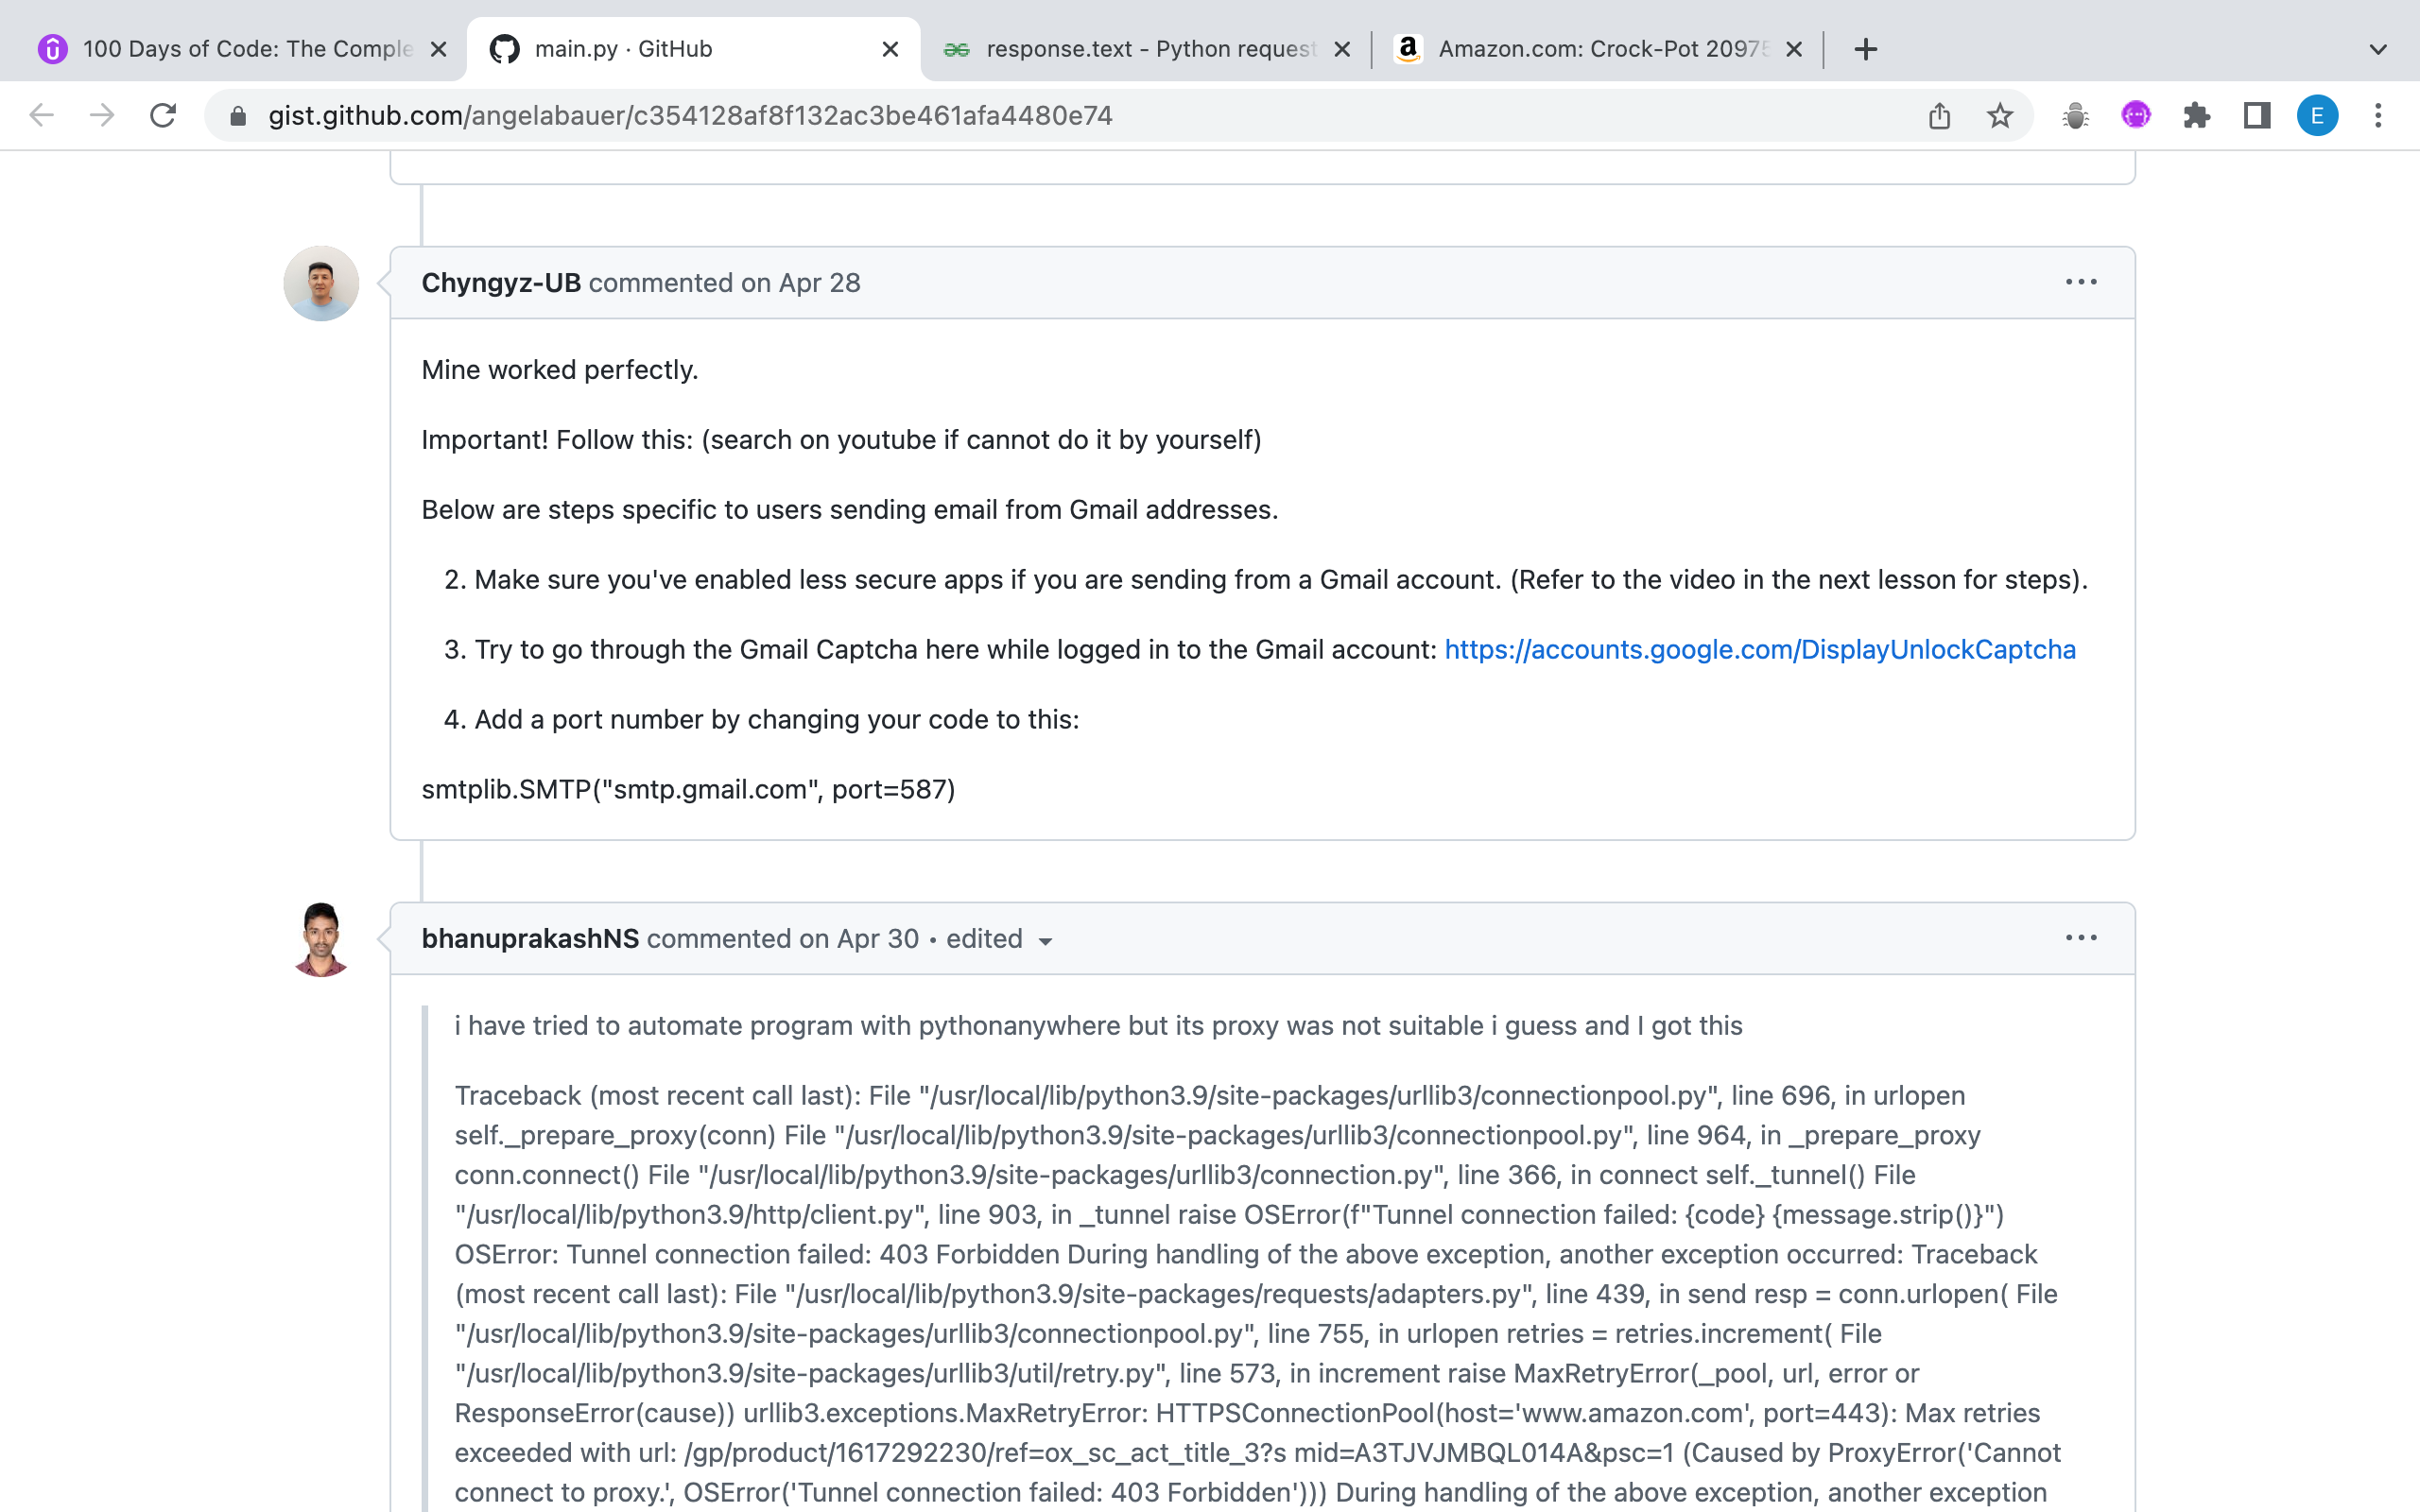 100 Days of Code: The Comple
main.py · GitHub
response.text - Python request
Amazon.com: Crock-Pot 2097
gist.github.com/angelabauer/c354128af8f132ac3be461afa4480e74
E
Chyngyz-UB commented on Apr 28
Mine worked perfectly.
Important! Follow this: (search on youtube if cannot do it by yourself)
Below are steps specific to users sending email from Gmail addresses.
2. Make sure you've enabled less secure apps if you are sending from a Gmail account. (Refer to the video in the next lesson for steps).
3. Try to go through the Gmail Captcha here while logged in to the Gmail account: https://accounts.google.com/DisplayUnlockCaptcha
4. Add a port number by changing your code to this:
smtplib.SMTP("smtp.gmail.com", port=587)
bhanuprakashNS commented on Apr 30 • edited
i have tried to automate program with pythonanywhere but its proxy was not suitable i guess and I got this
Traceback (most recent call last): File "/usr/local/lib/python3.9/site-packages/urllib3/connectionpool.py", line 696, in urlopen
self._prepare_proxy(conn) File "/usr/local/lib/python3.9/site-packages/urllib3/connectionpool.py", line 964, in _prepare_proxy
conn.connect() File "/usr/local/lib/python3.9/site-packages/urllib3/connection.py", line 366, in connect self._tunnel() File
"/usr/local/lib/python3.9/http/client.py", line 903, in _tunnel raise OSError(f"Tunnel connection failed: {code} {message.strip()}")
OSError: Tunnel connection failed: 403 Forbidden During handling of the above exception, another exception occurred: Traceback
(most recent call last): File "/usr/local/lib/python3.9/site-packages/requests/adapters.py", line 439, in send resp = conn.urlopen( File
"/usr/local/lib/python3.9/site-packages/urllib3/connectionpool.py", line 755, in urlopen retries = retries.increment( File
"/usr/local/lib/python3.9/site-packages/urllib3/util/retry.py", line 573, in increment raise MaxRetryError(_pool, url, error or
ResponseError(cause)) urllib3.exceptions.MaxRetryError: HTTPSConnectionPool(host='www.amazon.com', port=443): Max retries
exceeded with url: /gp/product/1617292230/ref=ox_sc_act_title_3?s mid=A3TJVJMBQL014A&psc=1 (Caused by ProxyError('Cannot
connect to proxy.', OSError('Tunnel connection failed: 403 Forbidden'))) During handling of the above exception, another exception